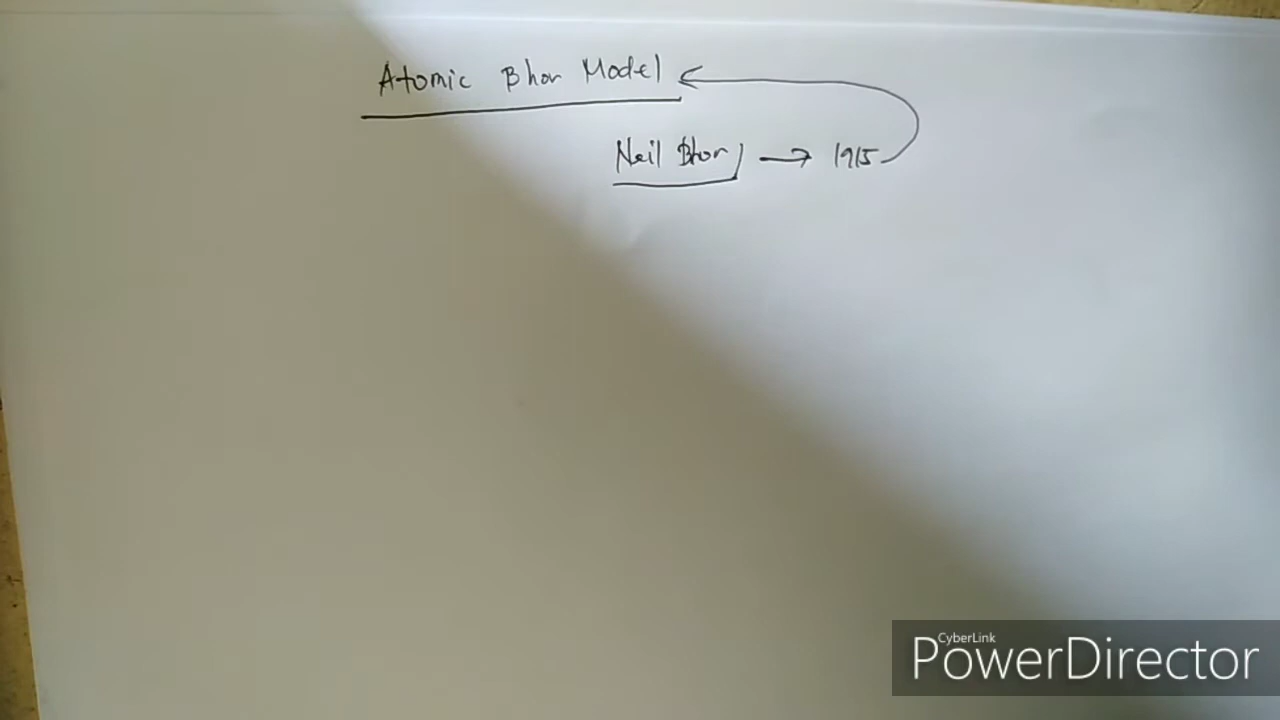 Atomic Bhor Model
Neil Bhor → 1915
CyberLink
PowerDirector